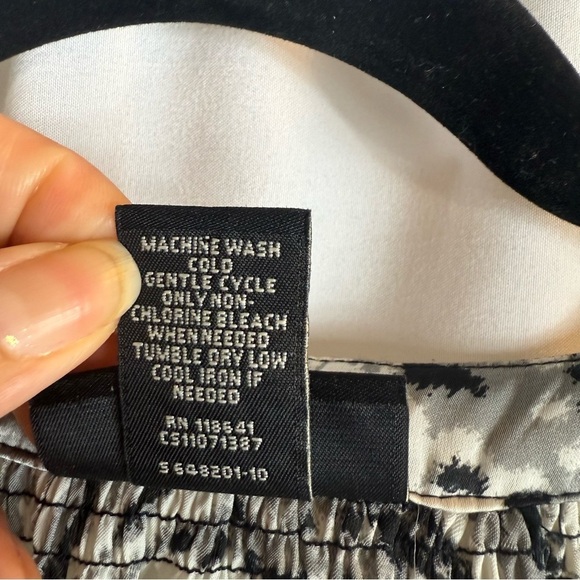 MACHINE WASH
COLD
GENTLE CYCLE
ONLY NON-
CHLORINE BLEACH
WHEN NEEDED
TUMBLE DRY LOW
COOL IRON IF
NEEDED
RN 118641
CS11071387
S 648201-10